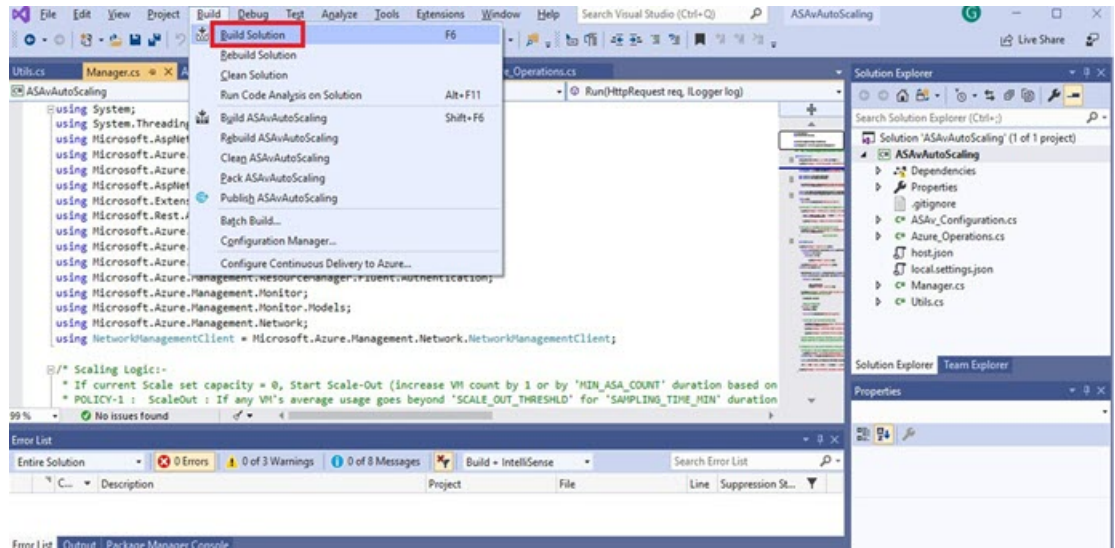 File Edit View Project Build Debug Test Analyze Tools Extensions Window Help Search Visual Studio (Ctrl+Q) ASAvAutoScaling G
Live Share
Utils.cs Manager.cs A e_Operations.cs
ASAvAutoScaling Run(HttpRequest req, ILogger log)
Build Solution F6
Rebuild Solution
Clean Solution
Run Code Analysis on Solution Alt+F11
Build ASAvAutoScaling Shift+F6
Rebuild ASAvAutoScaling
Clean ASAvAutoScaling
Pack ASAvAutoScaling
Publish ASAvAutoScaling
Batch Build...
Configuration Manager...
Configure Continuous Delivery to Azure...
using System;
using System.Threading
using Microsoft.AspNet
using Microsoft.Azure.
using Microsoft.Azure.
using Microsoft.AspNet
using Microsoft.Extens
using Microsoft.Rest.A
using Microsoft.Azure.
using Microsoft.Azure.
using Microsoft.Azure.
using Microsoft.Azure.Management.ResourceManager.Fluent.Authentication;
using Microsoft.Azure.Management.Monitor;
using Microsoft.Azure.Management.Monitor.Models;
using Microsoft.Azure.Management.Network;
using NetworkManagementClient = Microsoft.Azure.Management.Network.NetworkManagementClient;
/* Scaling Logic:-
* If current Scale set capacity = 0, Start Scale-Out (increase VM count by 1 or by 'MIN_ASA_COUNT' duration based on
* POLICY-1 : ScaleOut : If any VM's average usage goes beyond 'SCALE_OUT_THRESHLD' for 'SAMPLING_TIME_MIN' duration
99 % No issues found
Solution Explorer
Search Solution Explorer (Ctrl+;)
Solution 'ASAvAutoScaling' (1 of 1 project)
ASAvAutoScaling
Dependencies
Properties
.gitignore
C# ASAv_Configuration.cs
C# Azure_Operations.cs
host.json
local.settings.json
C# Manager.cs
C# Utils.cs
Solution Explorer Team Explorer
Properties
Error List
Entire Solution 0 Errors 0 of 3 Warnings 0 of 8 Messages Build + IntelliSense Search Error List
C... Description Project File Line Suppression St...
Error List Output Package Manager Console